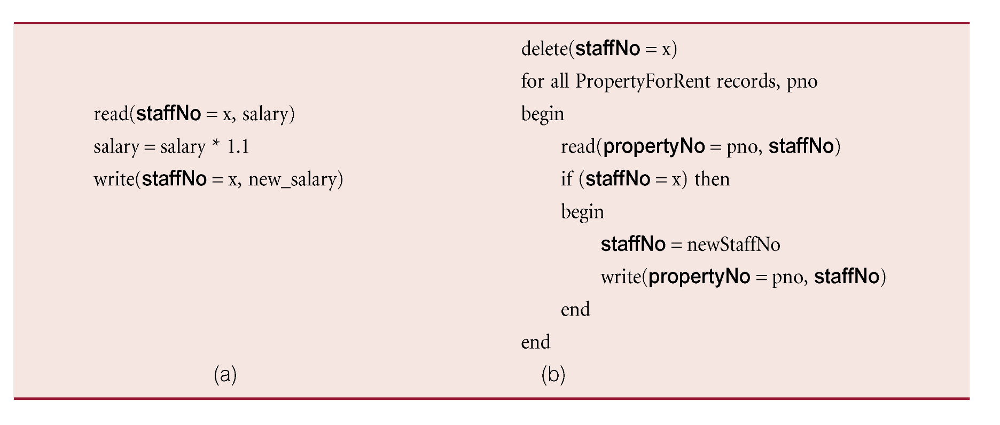 read(staffNo = x, salary)
salary = salary * 1.1
write(staffNo = x, new_salary)
(a)
delete(staffNo = x)
for all PropertyForRent records, pno
begin
read(propertyNo = pno, staffNo)
if (staffNo = x) then
begin
staffNo = newStaffNo
write(propertyNo = pno, staffNo)
end
end
(b)